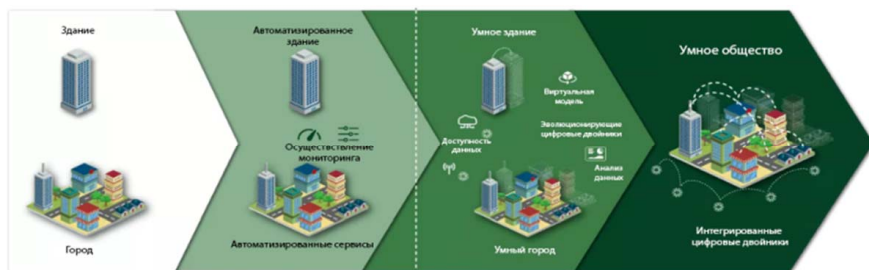 Здание
Город
Автоматизированное
здание
Осуществление
мониторинга
Автоматизированные сервисы
Умное здание
Виртуальная
модель
Эволюционирующие
цифровые двойники
Доступность
данных
Анализ
данных
Умный город
Умное общество
Интегрированные
цифровые двойники